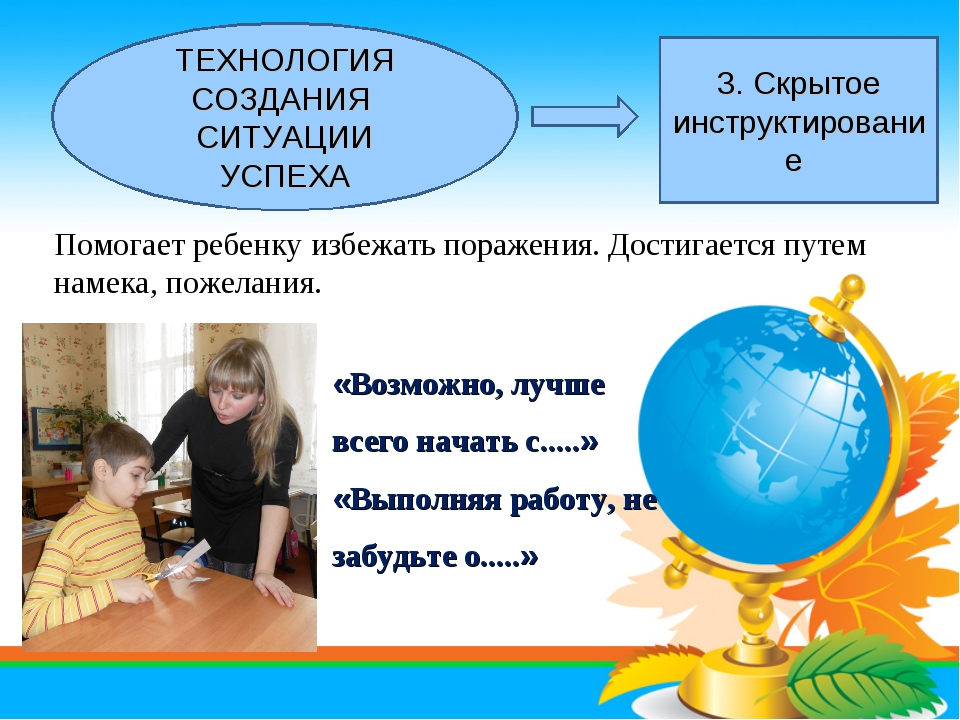 ТЕХНОЛОГИЯ
СОЗДАНИЯ
СИТУАЦИИ
УСПЕХА
3. Скрытое
инструктировани
е
Помогает ребенку избежать поражения. Достигается путем
намека, пожелания.
«Возможно, лучше
всего начать с.....»
«Выполняя работу, не
забудьте о.....»